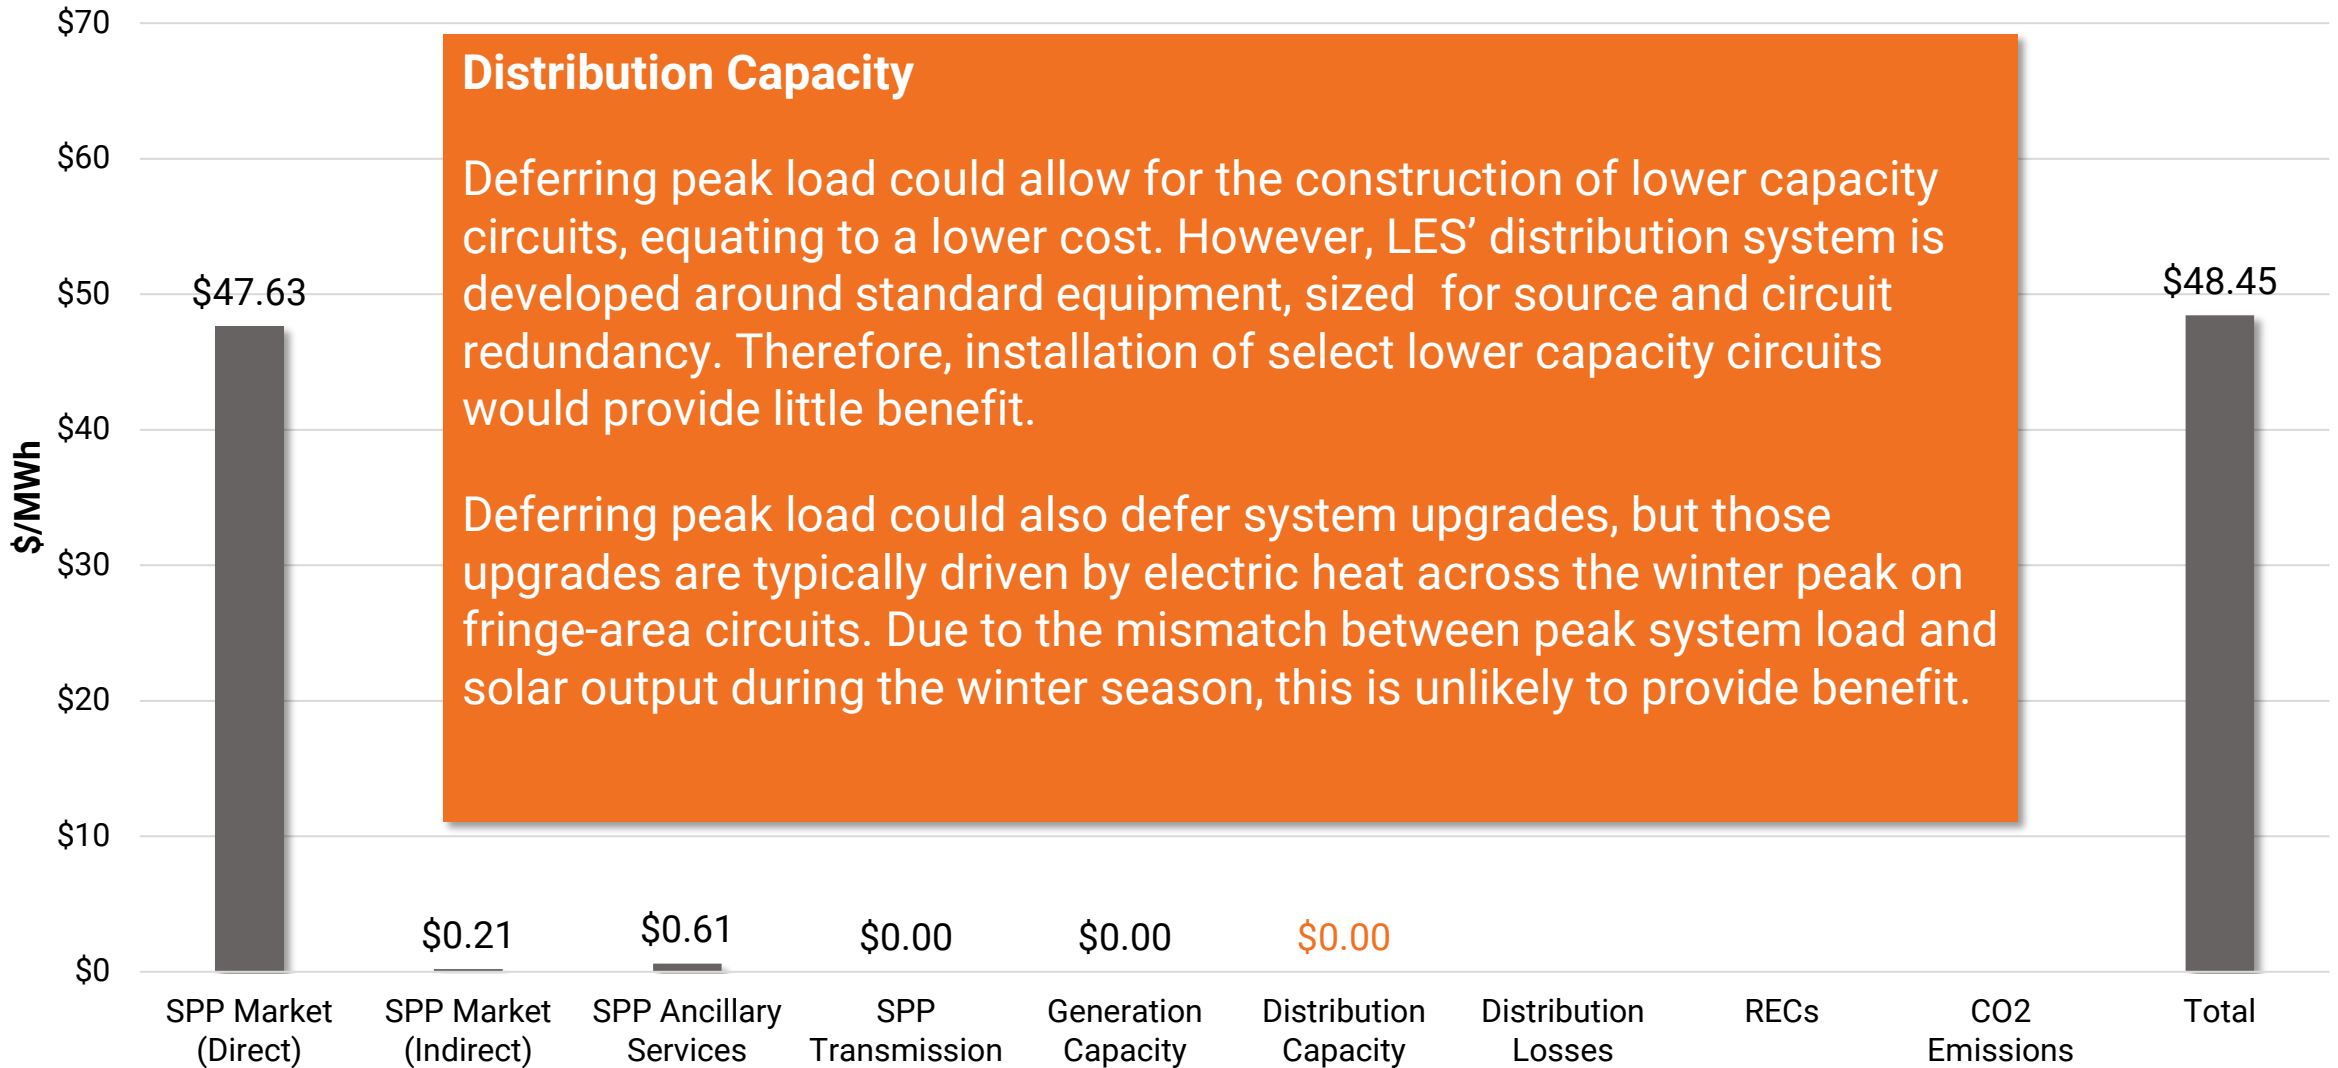 $70
$60
$50
$40
$30
$20
$10
$0
$/MWh
Distribution Capacity
Deferring peak load could allow for the construction of lower capacity
circuits, equating to a lower cost. However, LES’ distribution system is
developed around standard equipment, sized  for source and circuit
redundancy. Therefore, installation of select lower capacity circuits
would provide little benefit.
Deferring peak load could also defer system upgrades, but those
upgrades are typically driven by electric heat across the winter peak on
fringe-area circuits. Due to the mismatch between peak system load and
solar output during the winter season, this is unlikely to provide benefit.
$47.63
$0.21
$0.61
$0.00
$0.00
$0.00
$48.45
SPP Market
(Direct)
SPP Market
(Indirect)
SPP Ancillary
Services
SPP
Transmission
Generation
Capacity
Distribution
Capacity
Distribution
Losses
RECs
CO2
Emissions
Total